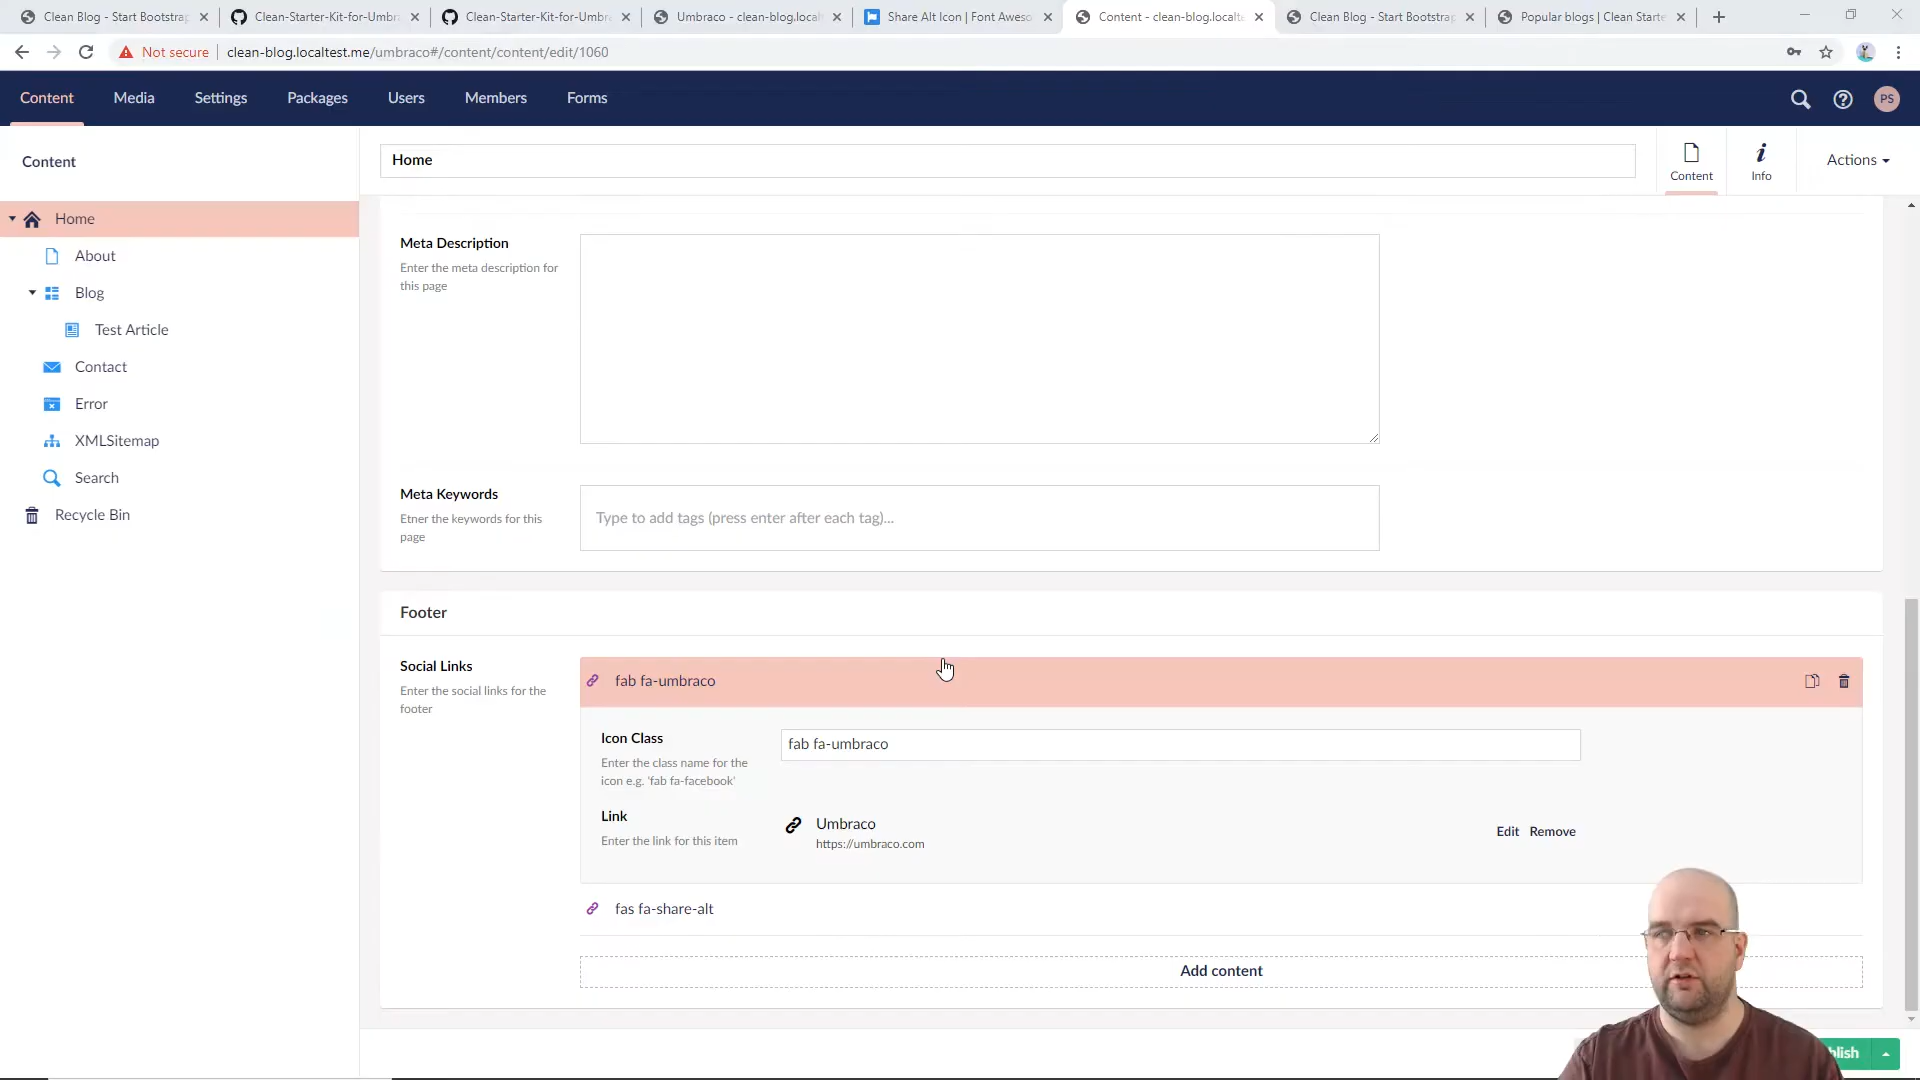 Clean Blog - Start Bootstrap
Clean-Starter-Kit-for-Umbra
Clean-Starter-Kit-for-Umbra
Umbraco - clean-blog.local
Share Alt Icon | Font Aweso
Content - clean-blog.localte
Clean Blog - Start Bootstrap
Popular blogs | Clean Starte
Not secure
clean-blog.localtest.me/umbraco#/content/content/edit/1060
Content
Media
Settings
Packages
Users
Members
Forms
PS
Content
Home
Content
Info
Actions
Home
About
Blog
Test Article
Contact
Error
XMLSitemap
Search
Recycle Bin
Meta Description
Enter the meta description for
this page
Meta Keywords
Etner the keywords for this
page
Type to add tags (press enter after each tag)...
Footer
Social Links
Enter the social links for the
footer
fab fa-umbraco
Icon Class
Enter the class name for the
icon e.g. 'fab fa-facebook'
fab fa-umbraco
Link
Enter the link for this item
Umbraco
https://umbraco.com
Edit
Remove
fas fa-share-alt
Add content
blish